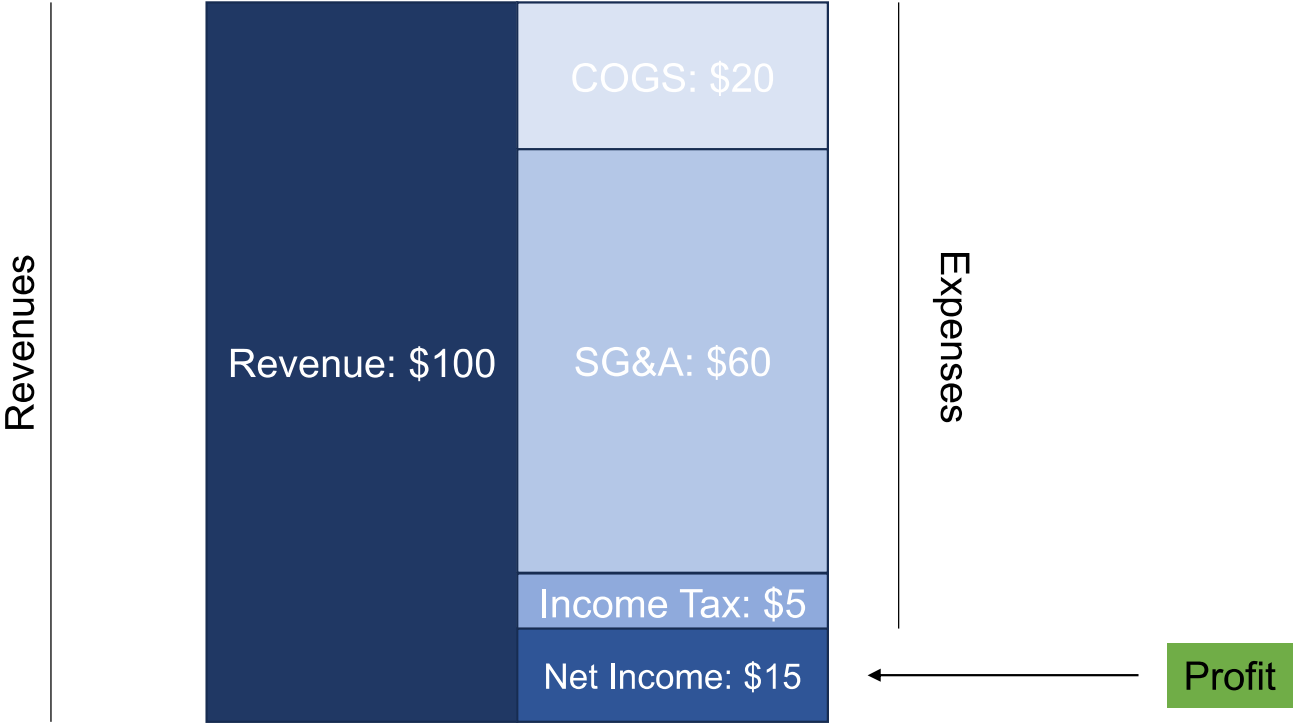 Revenues
Revenue: $100
COGS: $20
SG&A: $60
Income Tax: $5
Net Income: $15
Expenses
Profit